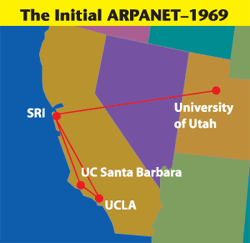 The Initial ARPANET–1969
SRI
University
of Utah
UC Santa Barbara
UCLA